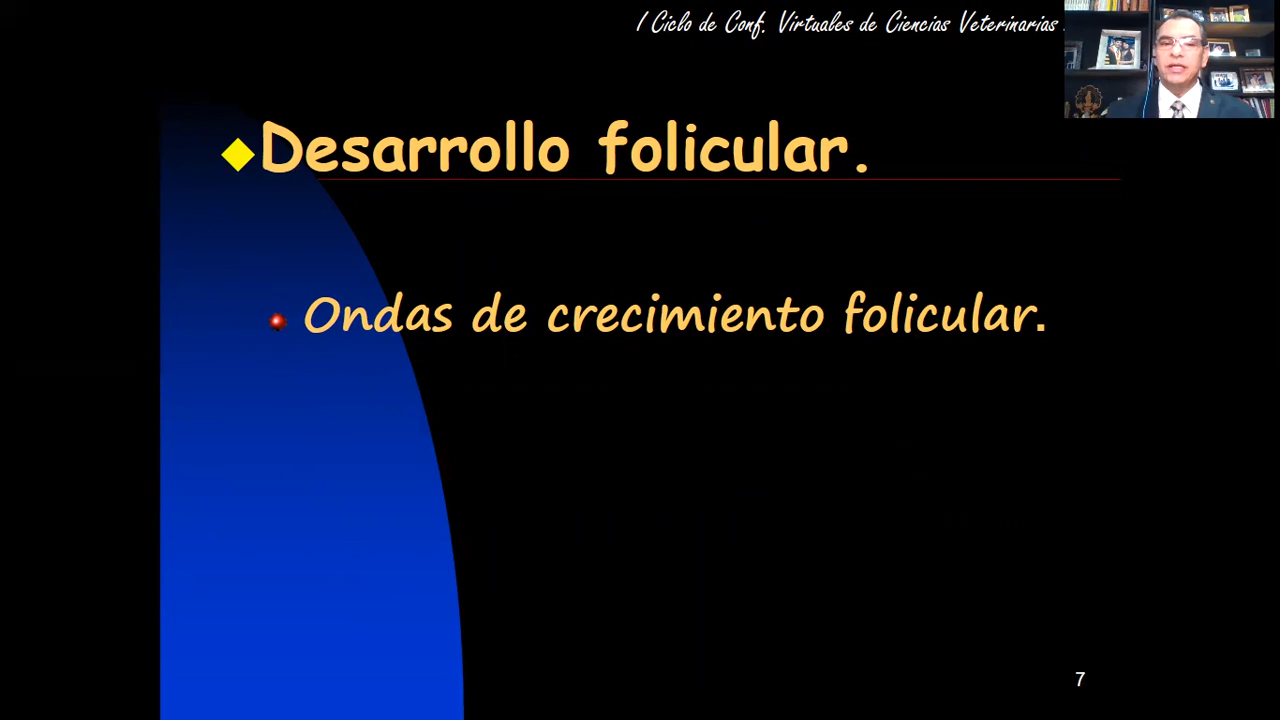 I Ciclo de Conf. Virtuales de Ciencias Veterinarias
Desarrollo folicular.
Ondas de crecimiento folicular.
7